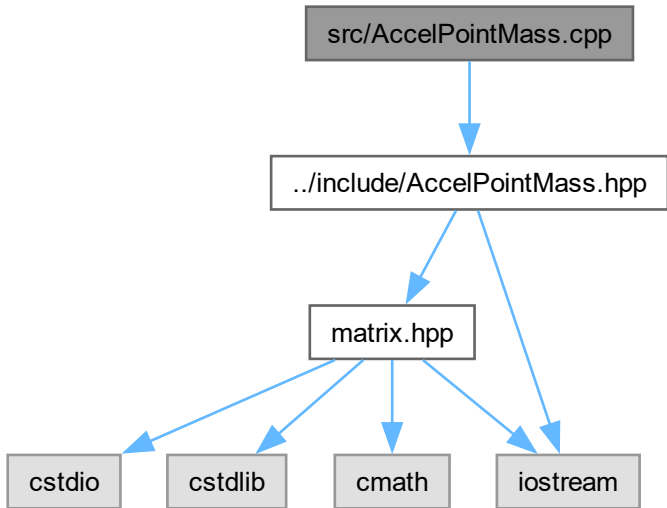 src/AccelPointMass.cpp
../include/AccelPointMass.hpp
matrix.hpp
cstdio
cstdlib
cmath
iostream